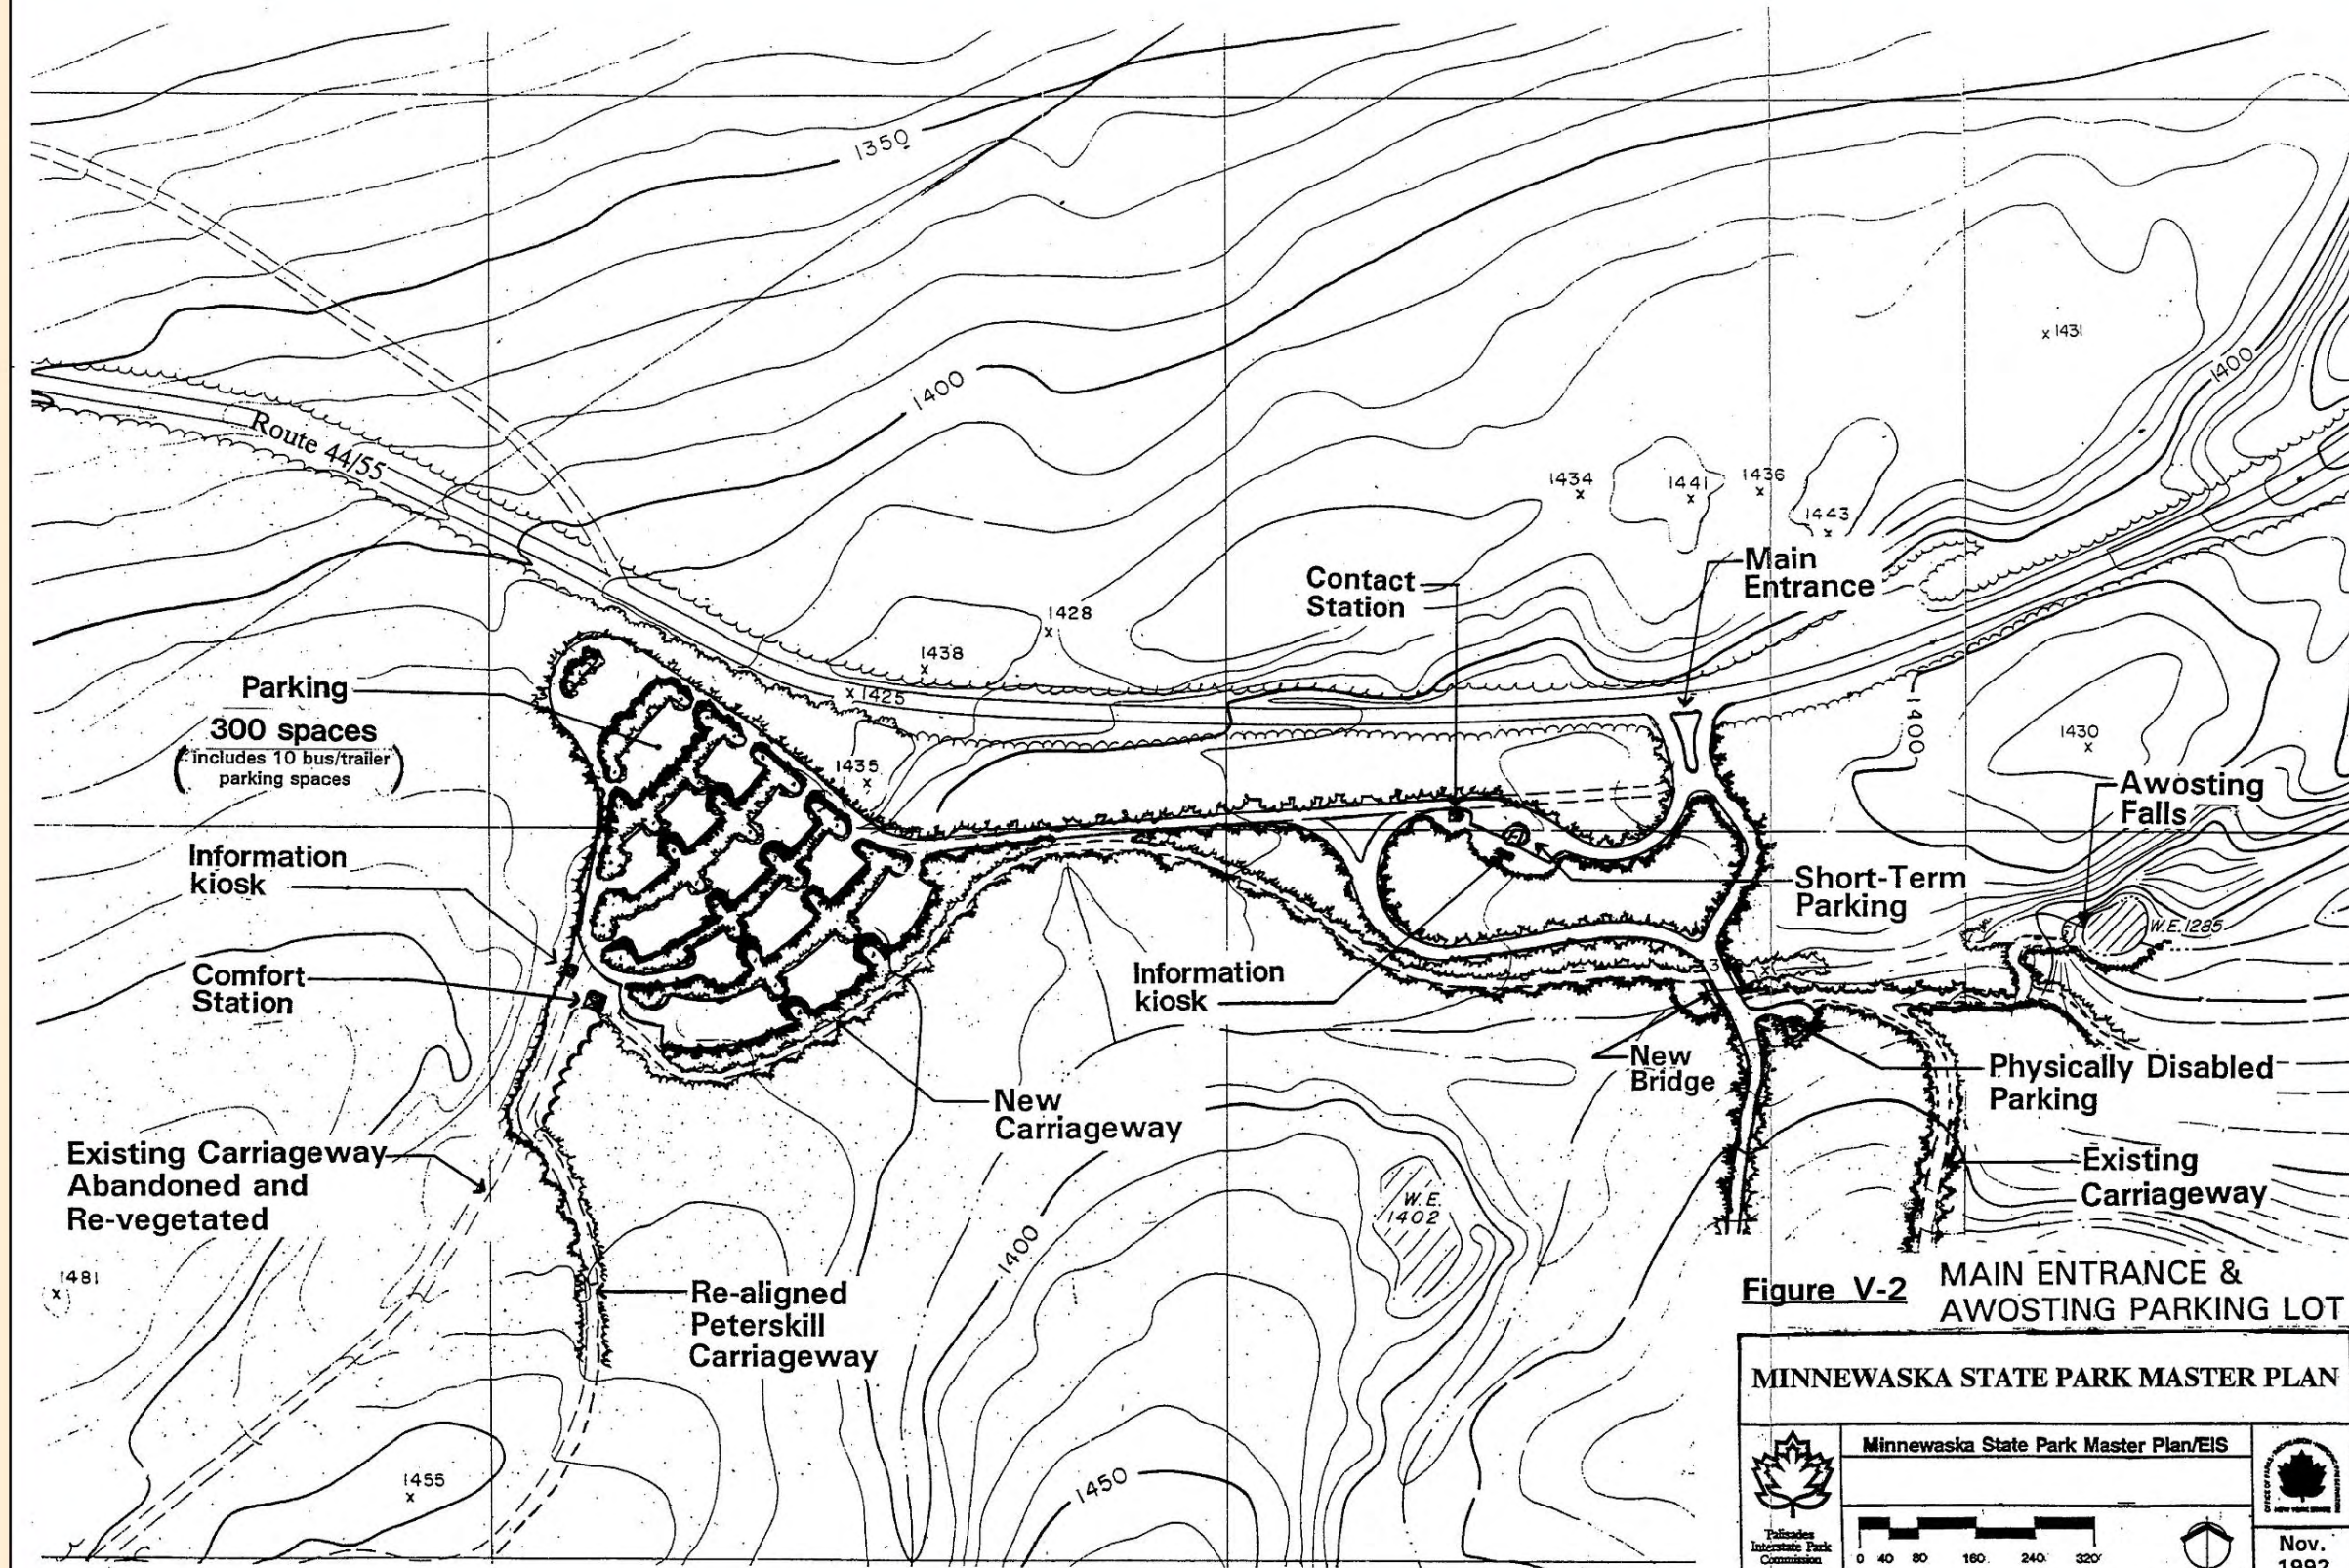 1350
1400
Route 44/55
x 1431
1400
1434
x
1441
x
1436
x
1443
x
Main
Entrance
Contact
Station
1428
x
1438
x
x 1425
Parking
300 spaces
(includes 10 bus/trailer
parking spaces)
1435
x
1400
1430
x
Awosting
Falls
Information
kiosk
Short-Term
Parking
W.E. 1285
Comfort
Station
Information
kiosk
New
Bridge
Physically Disabled
Parking
New
Carriageway
Existing Carriageway
Abandoned and
Re-vegetated
Existing
Carriageway
W.E.
1402
1400
1481
x
Re-aligned
Peterskill
Carriageway
1455
x
1450
Figure V-2 MAIN ENTRANCE &
AWOSTING PARKING LOT
MINNEWASKA STATE PARK MASTER PLAN
Minnewaska State Park Master Plan/EIS
Palisades
Interstate Park
Commission
0 40 80 160 240 320'
Nov.
1992